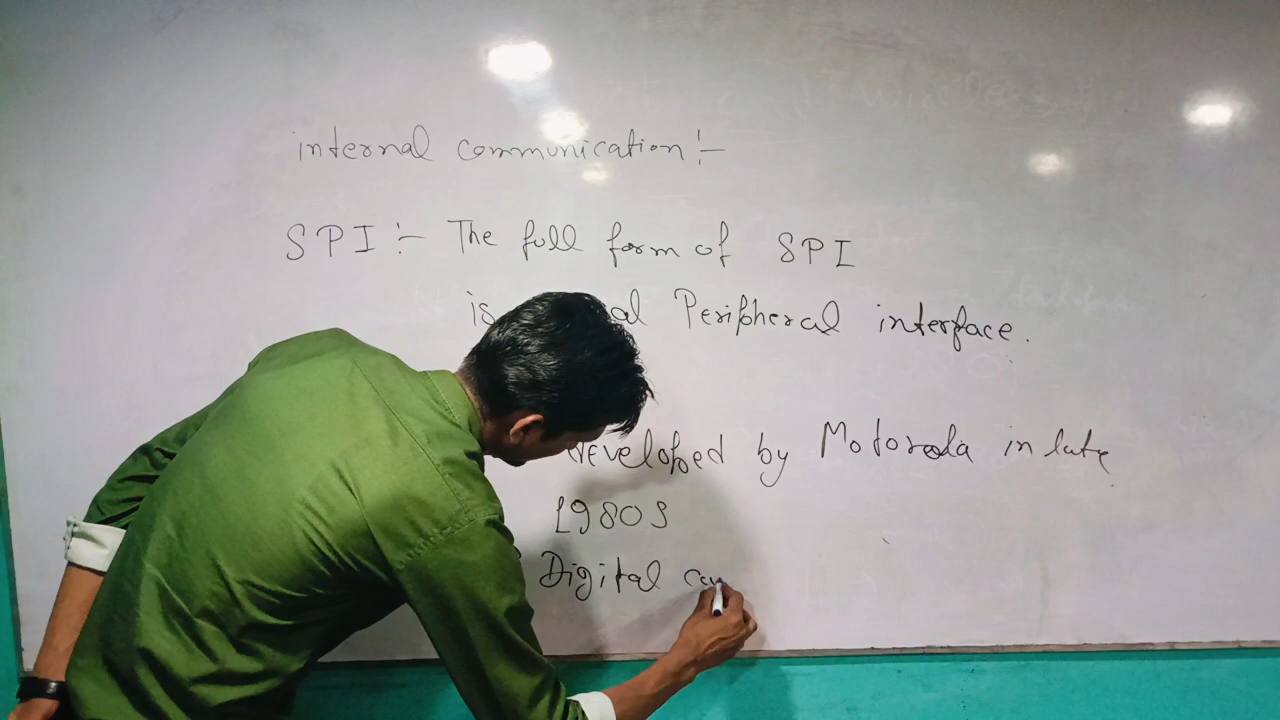 internal communication :-
SPI :- The full form of SPI
is al Peripheral interface.
developed by Motorola in late
1980s
Digital